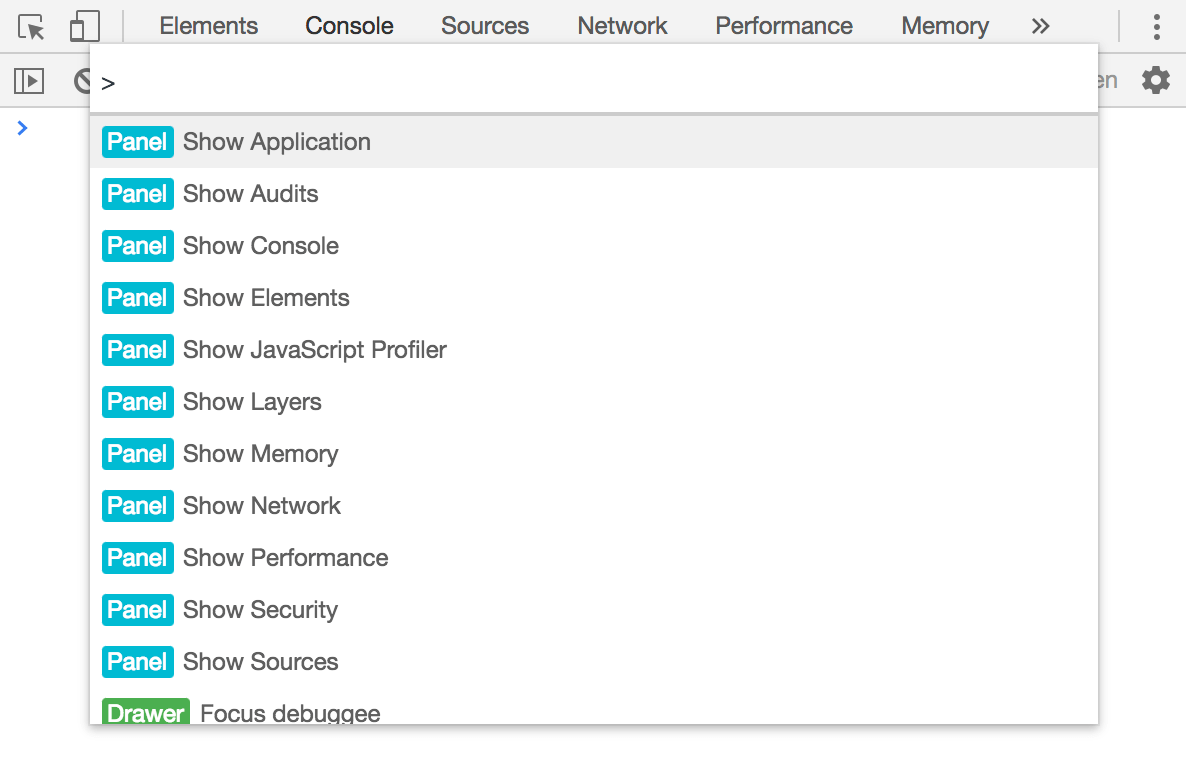 Elements Console Sources Network Performance Memory
>
en
Panel Show Application
Panel Show Audits
Panel Show Console
Panel Show Elements
Panel Show JavaScript Profiler
Panel Show Layers
Panel Show Memory
Panel Show Network
Panel Show Performance
Panel Show Security
Panel Show Sources
Drawer Focus debuggee